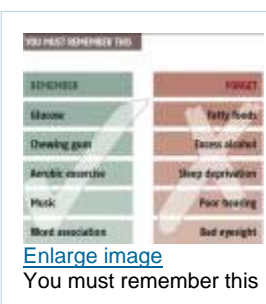 YOU MUST REMEMBER THIS
REMEMBER FORGET
Glucose Fatty foods
Chewing gum Excess alcohol
Aerobic exercise Sleep deprivation
Music Poor hearing
Word association Bad eyesight
Enlarge image
You must remember this